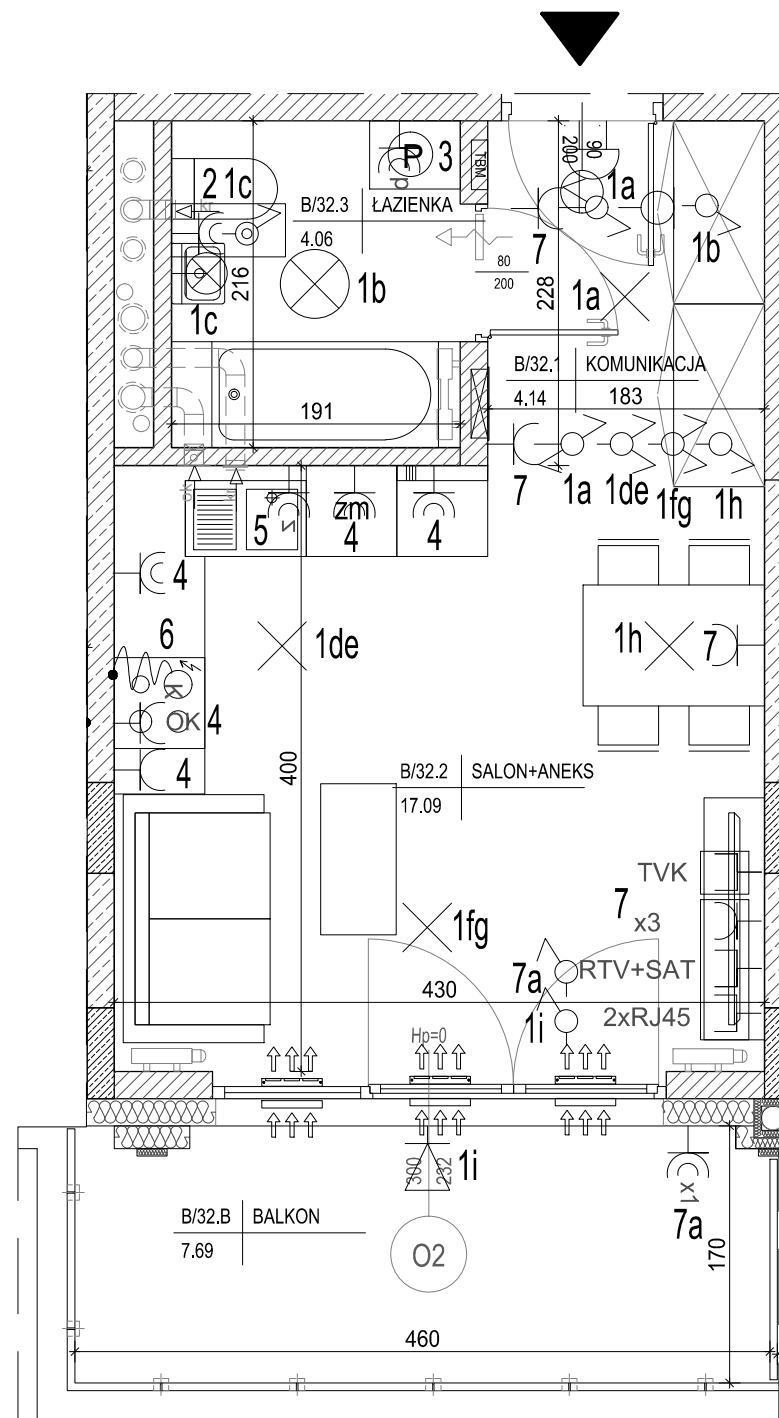 90
200
P 3
p
TBM
2 1c
kr
B/32.3 ŁAZIENKA
4.06
1a
7
1b
80
200
216
1b
228
1a
1c
B/32.1 KOMUNIKACJA
4.14
183
191
7 1a 1de 1fg 1h
zm
5 4 4
N
4
6
1de
1h
7
K
OK 4
4
400
B/32.2 SALON+ANEKS
17.09
TVK
7
x3
1fg
7a
RTV+SAT
430
2xRJ45
1i
Hp=0
300
232
1i
x1
7a
B/32.B BALKON
7.69
O2
170
460